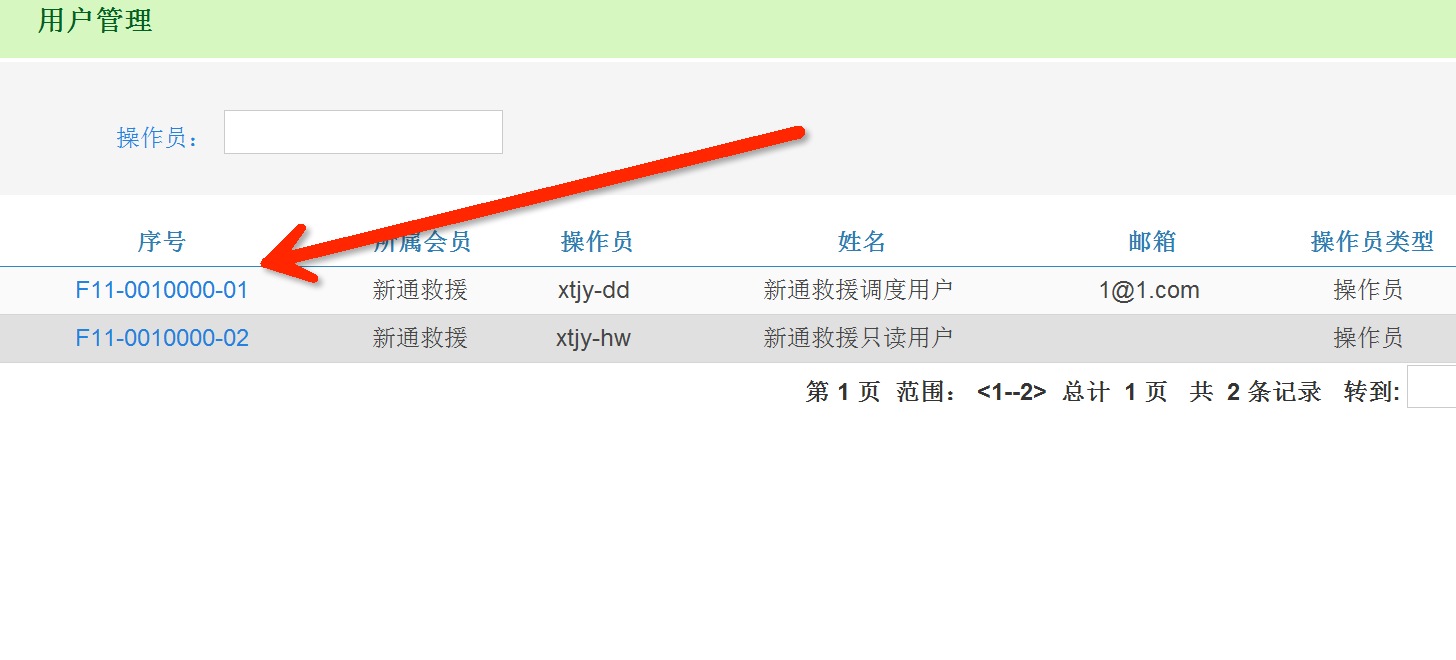 用户管理
操作员：
序号 所属会员 操作员 姓名 邮箱 操作员类型
F11-0010000-01 新通救援 xtjy-dd 新通救援调度用户 1@1.com 操作员
F11-0010000-02 新通救援 xtjy-hw 新通救援只读用户 操作员
第 1 页 范围： <1--2> 总计 1 页 共 2 条记录 转到: